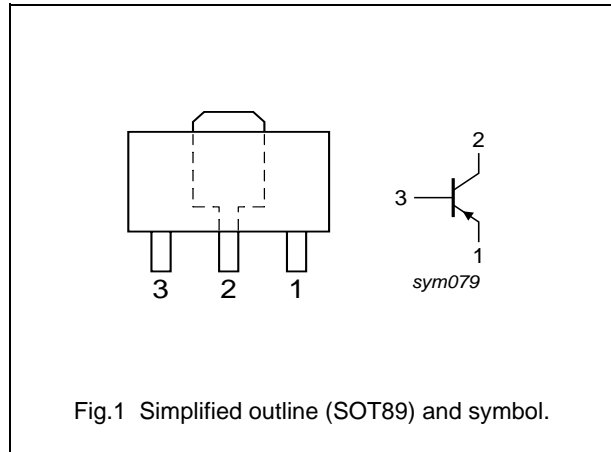 2
3
1
sym079
3 2 1
Fig.1 Simplified outline (SOT89) and symbol.